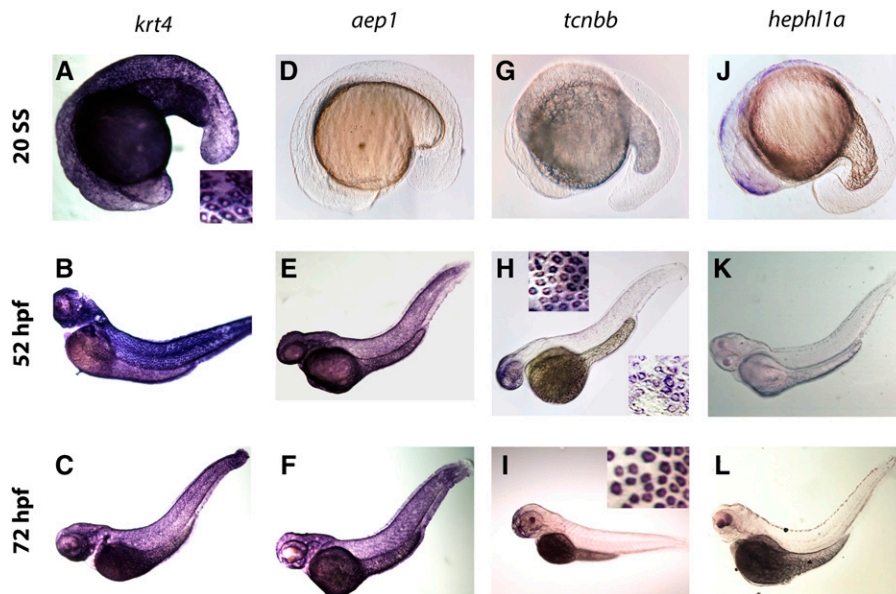 krt4 aep1 tcnbb hephl1a
20 SS
A D G J
52 hpf
B E H K
72 hpf
C F I L